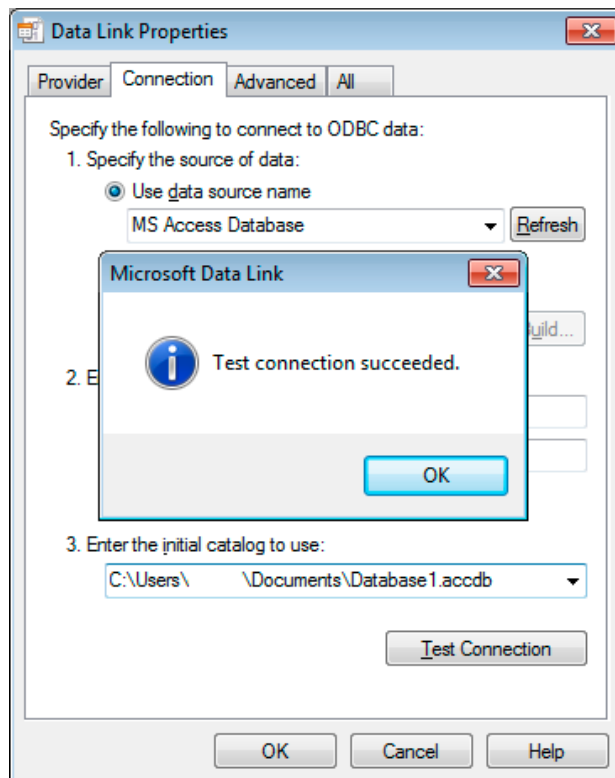 Data Link Properties
Provider Connection Advanced All
Specify the following to connect to ODBC data:
1. Specify the source of data:
Use data source name
MS Access Database Refresh
Microsoft Data Link
Test connection succeeded.
OK
2. E
3. Enter the initial catalog to use:
C:\Users\ \Documents\Database1.accdb
Test Connection
OK Cancel Help